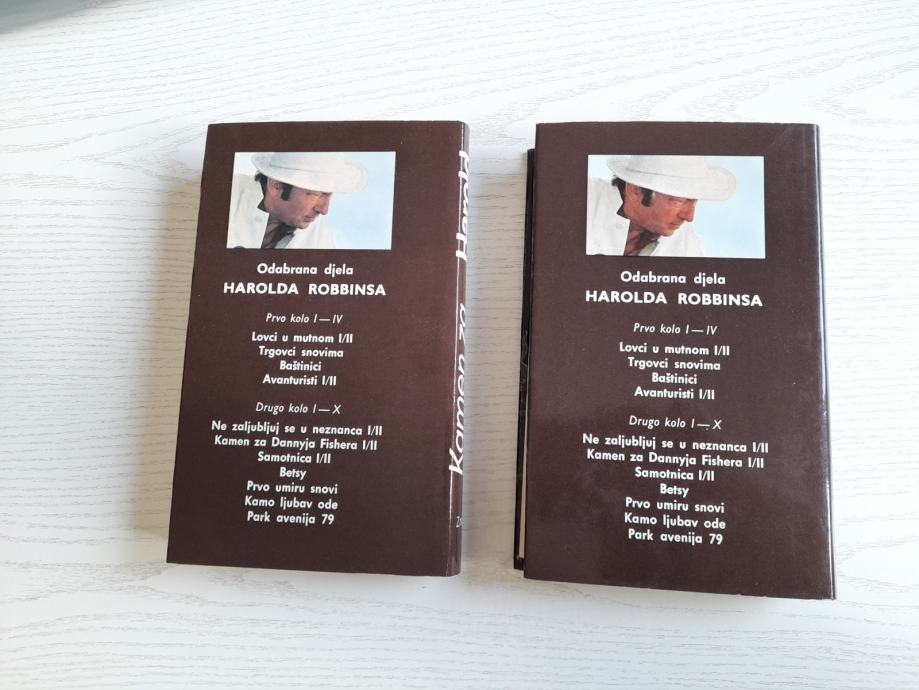 Odabrana djela
HAROLDA ROBBINSA
Prvo kolo I — IV
Lovci u mutnom I/II
Trgovci snovima
Baštinici
Avanturisti I/II
Drugo kolo I — X
Ne zaljubljuj se u neznanca I/II
Kamen za Dannyja Fishera I/II
Samotnica I/II
Betsy
Prvo umiru snovi
Kamo ljubav ode
Park avenija 79
Harold
Kamen za
Odabrana djela
HAROLDA ROBBINSA
Prvo kolo I — IV
Lovci u mutnom I/II
Trgovci snovima
Baštinici
Avanturisti I/II
Drugo kolo I — X
Ne zaljubljuj se u neznanca I/II
Kamen za Dannyja Fishera I/II
Samotnica I/II
Betsy
Prvo umiru snovi
Kamo ljubav ode
Park avenija 79